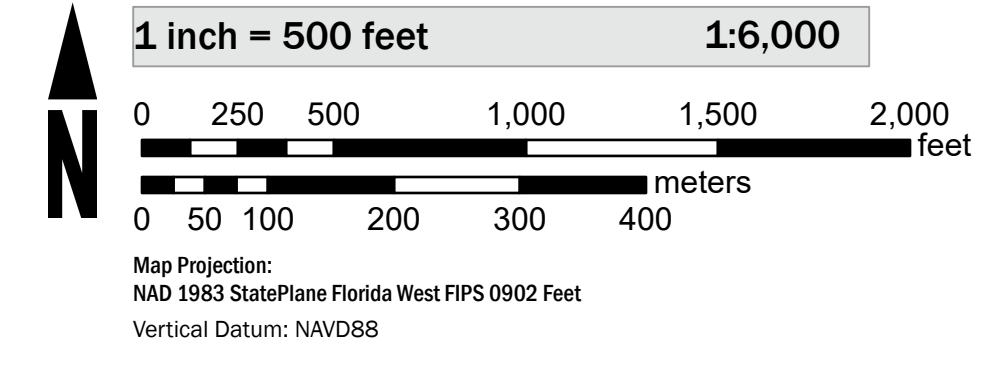 N
1 inch = 500 feet 1:6,000
0 250 500 1,000 1,500 2,000
feet
meters
0 50 100 200 300 400
Map Projection:
NAD 1983 StatePlane Florida West FIPS 0902 Feet
Vertical Datum: NAVD88